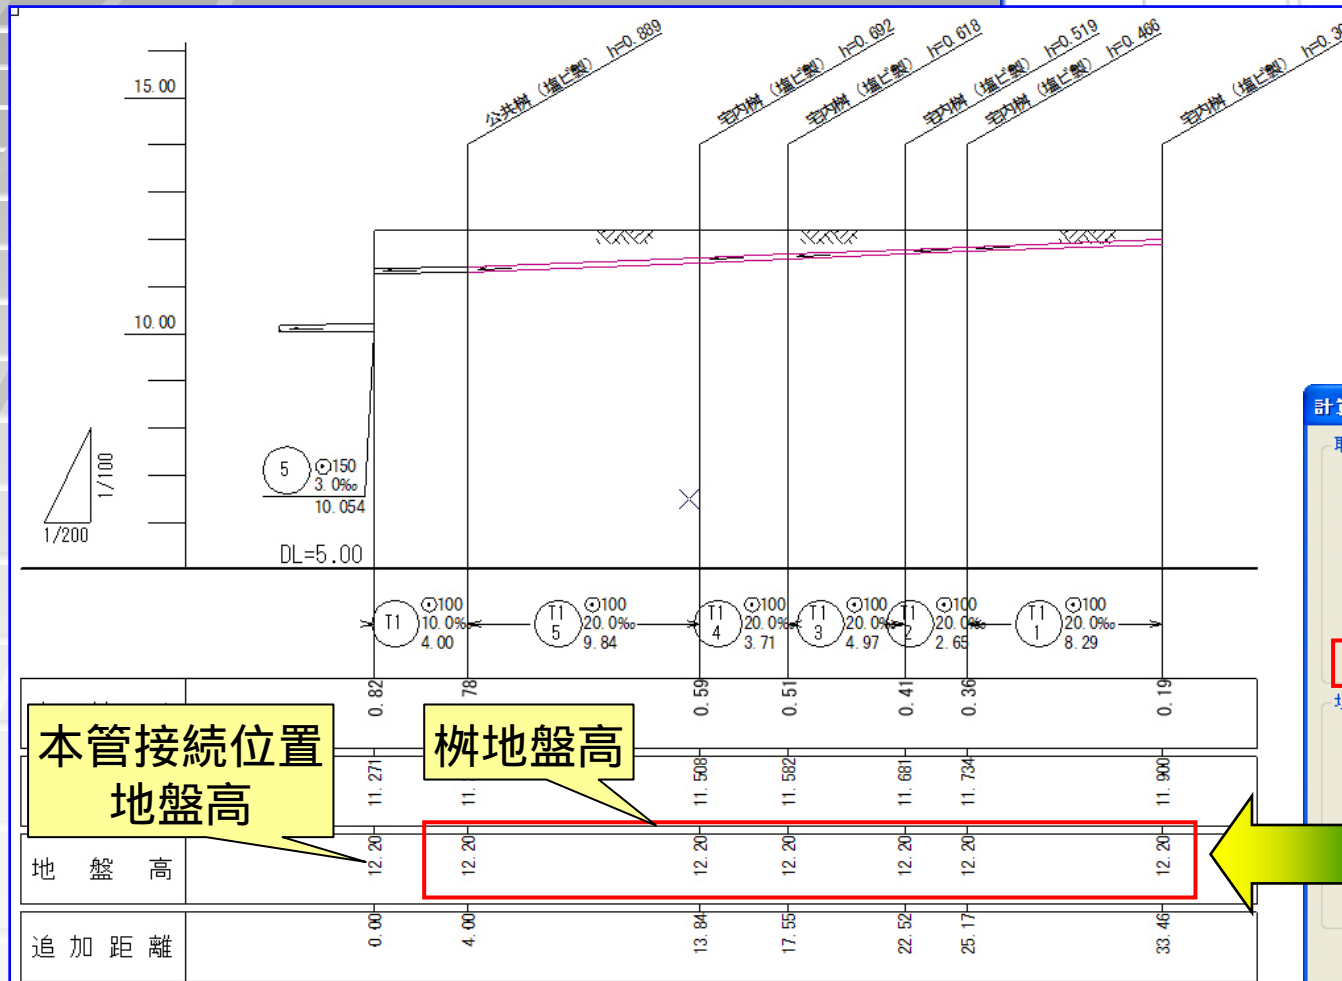 公共桝（塩ビ製） h=0.889
宅内桝（塩ビ製） h=0.692
宅内桝（塩ビ製） h=0.618
宅内桝（塩ビ製） h=0.519
宅内桝（塩ビ製） h=0.466
宅内桝（塩ビ製）
15.00
10.00
1/100
1/200
5
150
3.0‰
10.054
DL=5.00
T1
100
10.0‰
4.00
T1
5
100
20.0‰
9.84
T1
4
100
20.0‰
3.71
T1
3
100
20.0‰
4.97
T1
2
100
20.0‰
2.65
T1
1
100
20.0‰
8.29
0.82 78 0.59 0.51 0.41 0.36 0.19
本管接続位置
地盤高
桝地盤高
11.271 11. 11.508 11.582 11.681 11.734 11.900
地盤高 12.20 12.20 12.20 12.20 12.20 12.20 12.20
追加距離 0.00 4.00 13.84 17.55 22.52 25.17 33.46